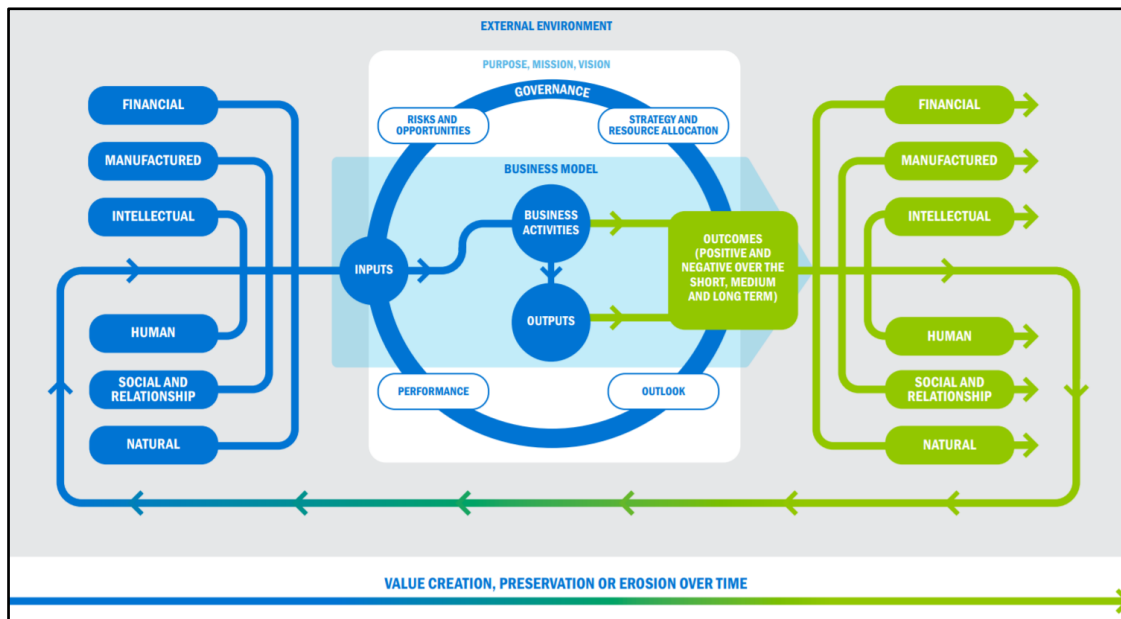 EXTERNAL ENVIRONMENT
PURPOSE, MISSION, VISION
GOVERNANCE
RISKS AND
OPPORTUNITIES
STRATEGY AND
RESOURCE ALLOCATION
BUSINESS MODEL
FINANCIAL
MANUFACTURED
INTELLECTUAL
HUMAN
SOCIAL AND
RELATIONSHIP
NATURAL
INPUTS
BUSINESS
ACTIVITIES
OUTPUTS
OUTCOMES
(POSITIVE AND
NEGATIVE OVER THE
SHORT, MEDIUM
AND LONG TERM)
PERFORMANCE
OUTLOOK
FINANCIAL
MANUFACTURED
INTELLECTUAL
HUMAN
SOCIAL AND
RELATIONSHIP
NATURAL
VALUE CREATION, PRESERVATION OR EROSION OVER TIME